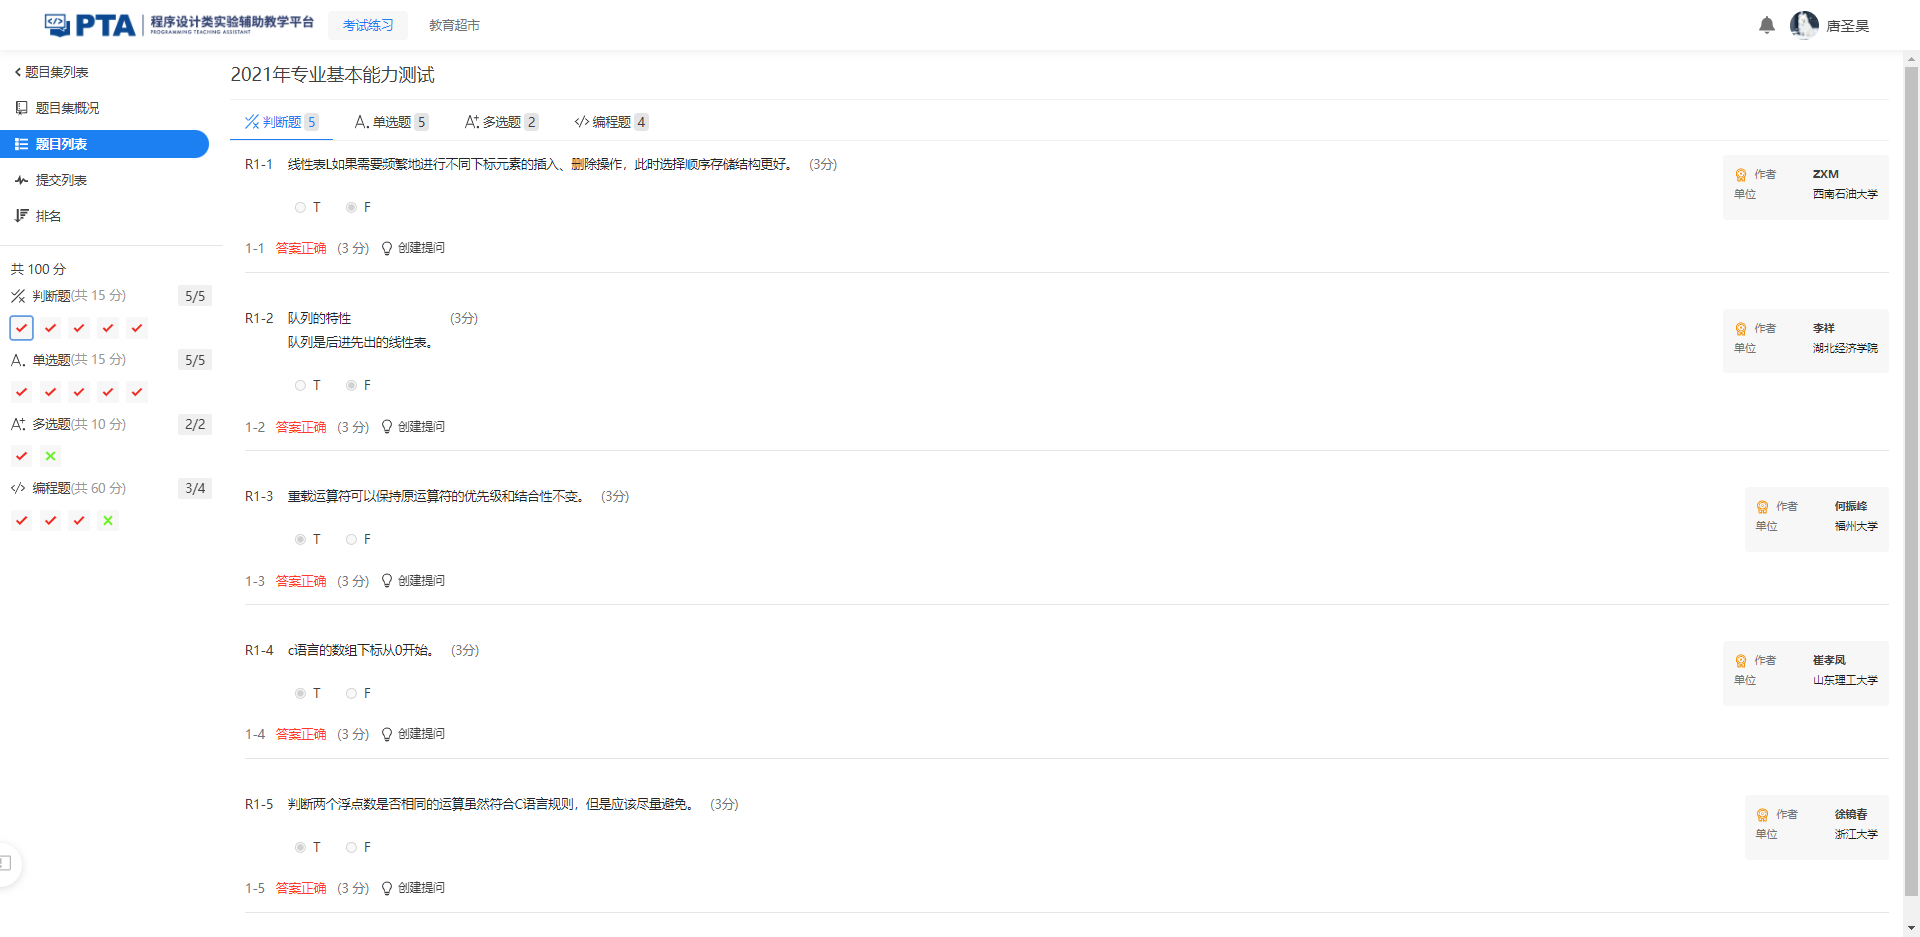 PTA 程序设计类实验辅助教学平台 PROGRAMMING TEACHING ASSISTANT 考试练习 教育超市 唐圣昊
题目集列表
题目集概况
题目列表
提交列表
排名
共 100 分
判断题(共 15 分) 5/5
A. 单选题(共 15 分) 5/5
多选题(共 10 分) 2/2
</> 编程题(共 60 分) 3/4
2021年专业基本能力测试
判断题 5 A. 单选题 5 多选题 2 </> 编程题 4
R1-1 线性表L如果需要频繁地进行不同下标元素的插入、删除操作，此时选择顺序存储结构更好。 (3分)
T F
1-1 答案正确 (3 分) 创建提问
作者 ZXM
单位 西南石油大学
R1-2 队列的特性 (3分)
队列是后进先出的线性表。
T F
1-2 答案正确 (3 分) 创建提问
作者 李祥
单位 湖北经济学院
R1-3 重载运算符可以保持原运算符的优先级和结合性不变。 (3分)
T F
1-3 答案正确 (3 分) 创建提问
作者 何振峰
单位 福州大学
R1-4 c语言的数组下标从0开始。 (3分)
T F
1-4 答案正确 (3 分) 创建提问
作者 崔孝凤
单位 山东理工大学
R1-5 判断两个浮点数是否相同的运算虽然符合C语言规则，但是应该尽量避免。 (3分)
T F
1-5 答案正确 (3 分) 创建提问
作者 徐镜春
单位 浙江大学